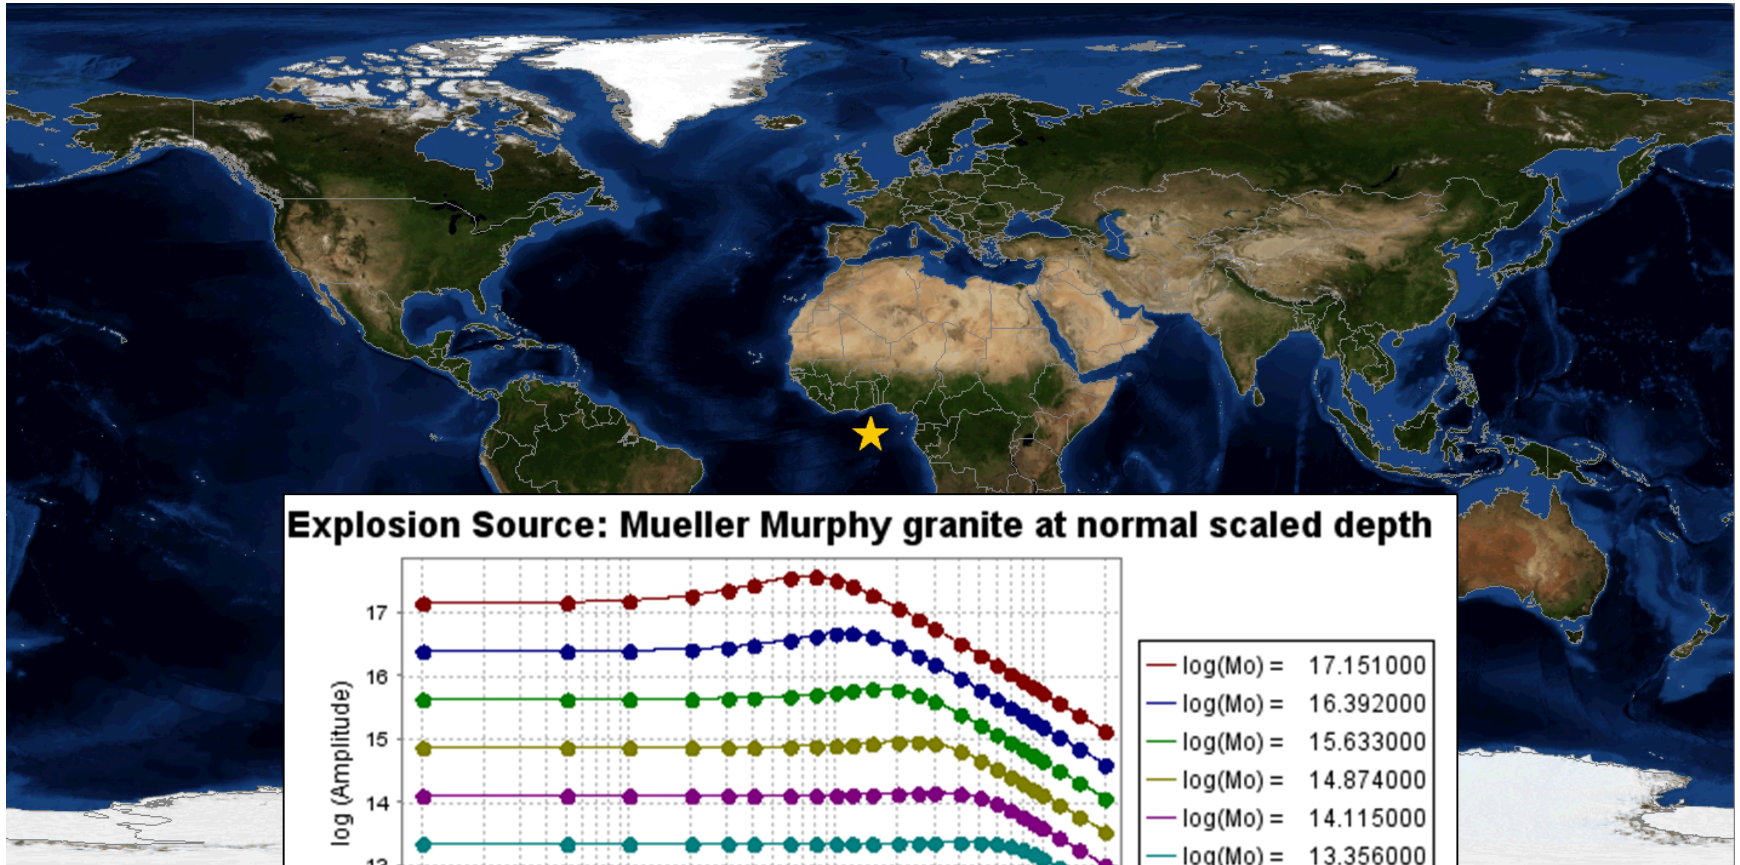 Explosion Source: Mueller Murphy granite at normal scaled depth
17
16
15
14
13
log (Amplitude)
log(Mo) = 17.151000
log(Mo) = 16.392000
log(Mo) = 15.633000
log(Mo) = 14.874000
log(Mo) = 14.115000
log(Mo) = 13.356000